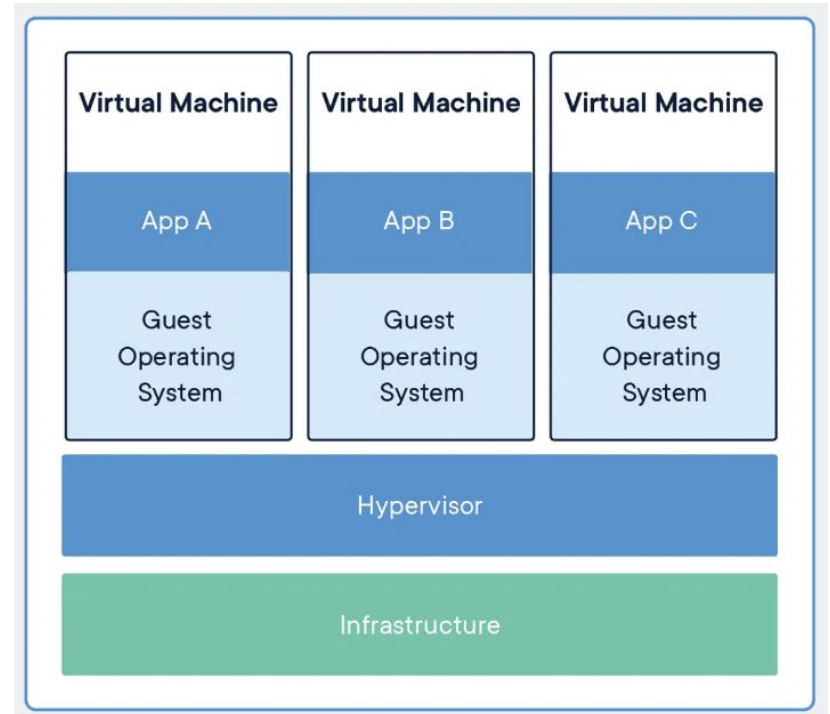 Virtual Machine
Virtual Machine
Virtual Machine
App A
App B
App C
Guest
Operating
System
Guest
Operating
System
Guest
Operating
System
Hypervisor
Infrastructure